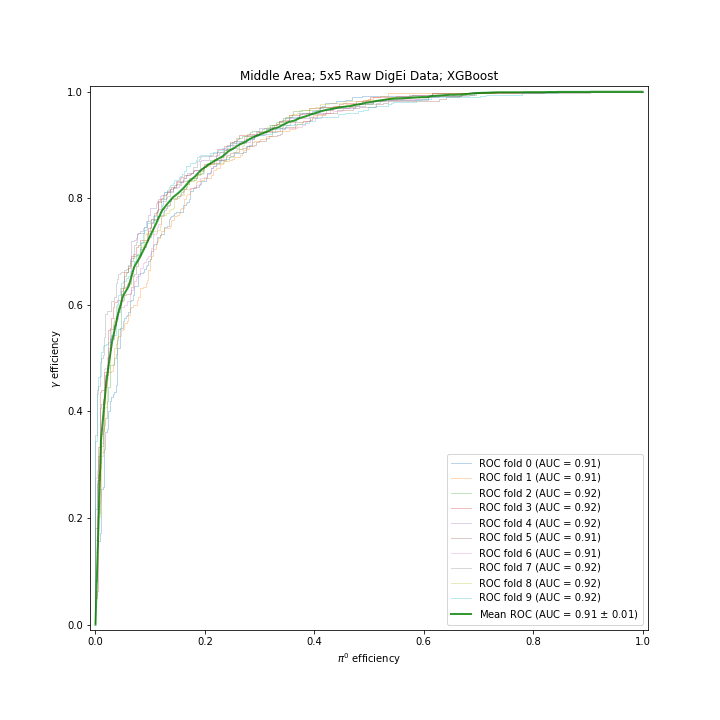 Middle Area; 5x5 Raw DigEi Data; XGBoost
1.0
0.8
0.6
0.4
0.2
0.0
γ efficiency
ROC fold 0 (AUC = 0.91)
ROC fold 1 (AUC = 0.91)
ROC fold 2 (AUC = 0.92)
ROC fold 3 (AUC = 0.92)
ROC fold 4 (AUC = 0.92)
ROC fold 5 (AUC = 0.91)
ROC fold 6 (AUC = 0.91)
ROC fold 7 (AUC = 0.92)
ROC fold 8 (AUC = 0.92)
ROC fold 9 (AUC = 0.92)
Mean ROC (AUC = 0.91 ± 0.01)
0.0 0.2 0.4 0.6 0.8 1.0
π⁰ efficiency